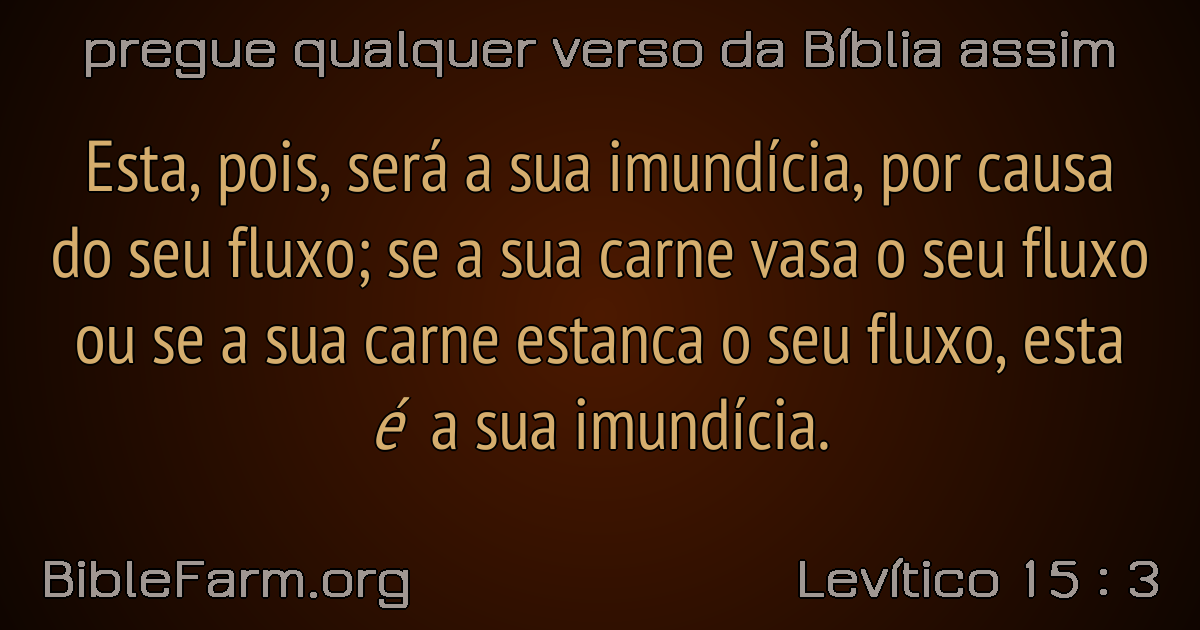 pregue qualquer verso da Bíblia assim
Esta, pois, será a sua imundícia, por causa
do seu fluxo; se a sua carne vasa o seu fluxo
ou se a sua carne estanca o seu fluxo, esta
é a sua imundícia.
BibleFarm.org
Levítico 15 : 3